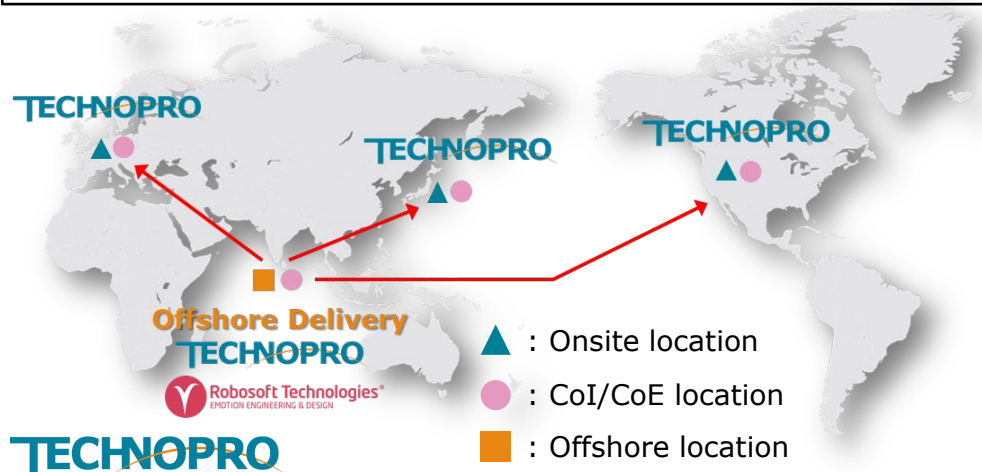 TECHNOPRO
TECHNOPRO
TECHNOPRO
Offshore Delivery
TECHNOPRO
Robosoft Technologies®
EMOTION ENGINEERING & DESIGN
: Onsite location
: CoI/CoE location
: Offshore location
TECHNOPRO